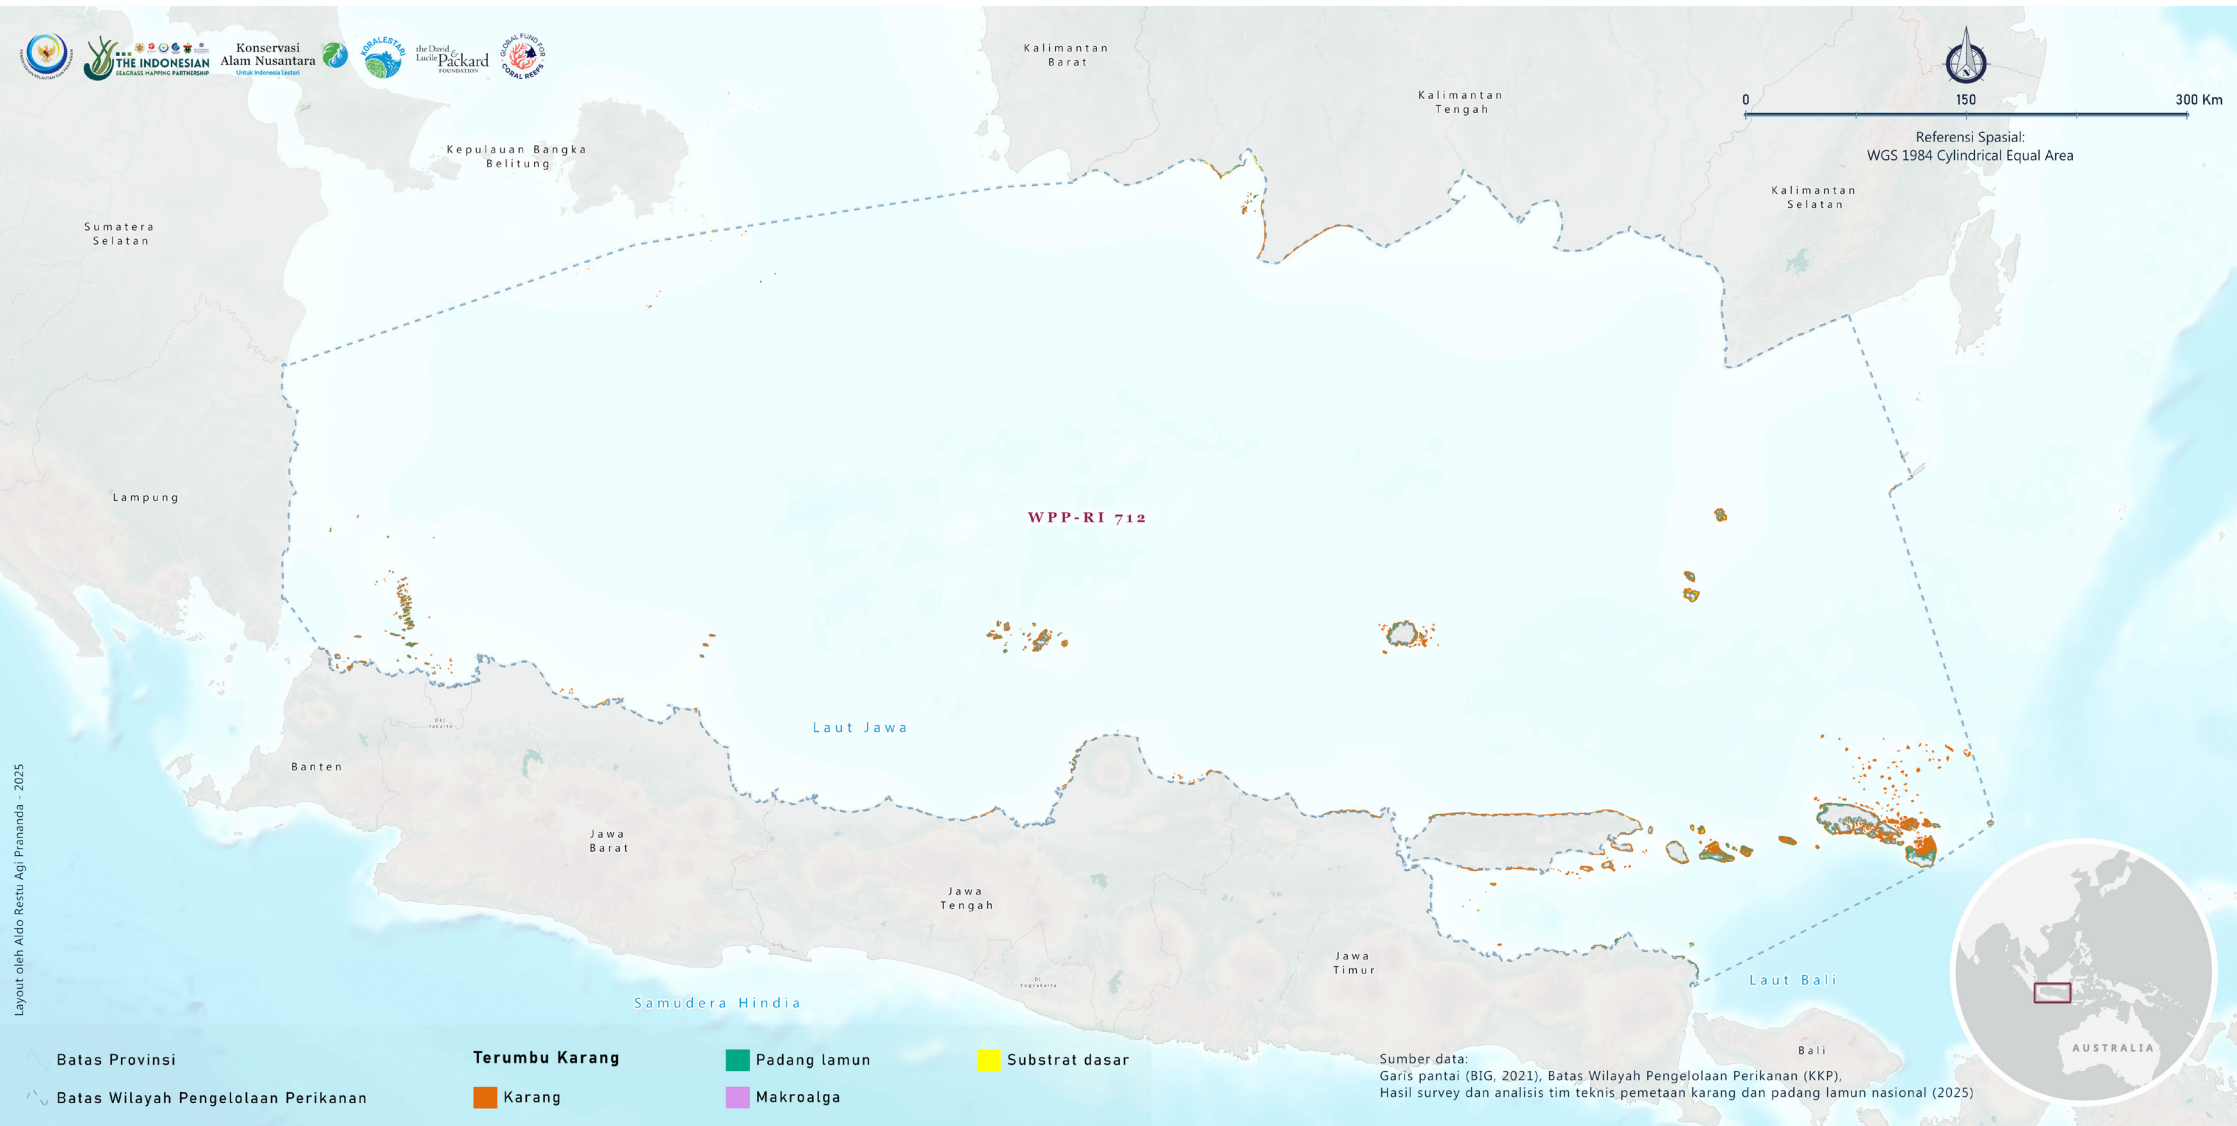 THE INDONESIAN
SEAGRASS MAPPING PARTNERSHIP
Konservasi
Alam Nusantara
Untuk Indonesia Lestari
KORALESTARI
the David &
Lucile Packard
FOUNDATION
GLOBAL FUND FOR
CORAL REEFS
Kalimantan
Barat
Kalimantan
Tengah
N
0 150 300 Km
Referensi Spasial:
WGS 1984 Cylindrical Equal Area
Kepulauan Bangka
Belitung
Kalimantan
Selatan
Sumatera
Selatan
Lampung
WPP-RI 712
Laut Jawa
DKI
Jakarta
Banten
Jawa
Barat
Jawa
Tengah
Jawa
Timur
DI
Yogyakarta
Laut Bali
Samudera Hindia
Bali
AUSTRALIA
Layout oleh Aldo Restu Agi Prananda - 2025
Batas Provinsi
Batas Wilayah Pengelolaan Perikanan
Terumbu Karang
Karang
Padang lamun
Makroalga
Substrat dasar
Sumber data:
Garis pantai (BIG, 2021), Batas Wilayah Pengelolaan Perikanan (KKP),
Hasil survey dan analisis tim teknis pemetaan karang dan padang lamun nasional (2025)